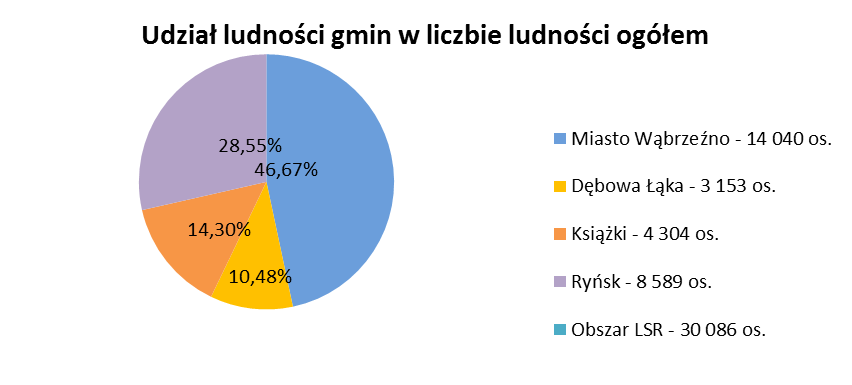 Udział ludności gmin w liczbie ludności ogółem
28,55%
46,67%
14,30%
10,48%
Miasto Wąbrzeźno - 14 040 os.
Dębowa Łąka - 3 153 os.
Książki - 4 304 os.
Ryńsk - 8 589 os.
Obszar LSR - 30 086 os.